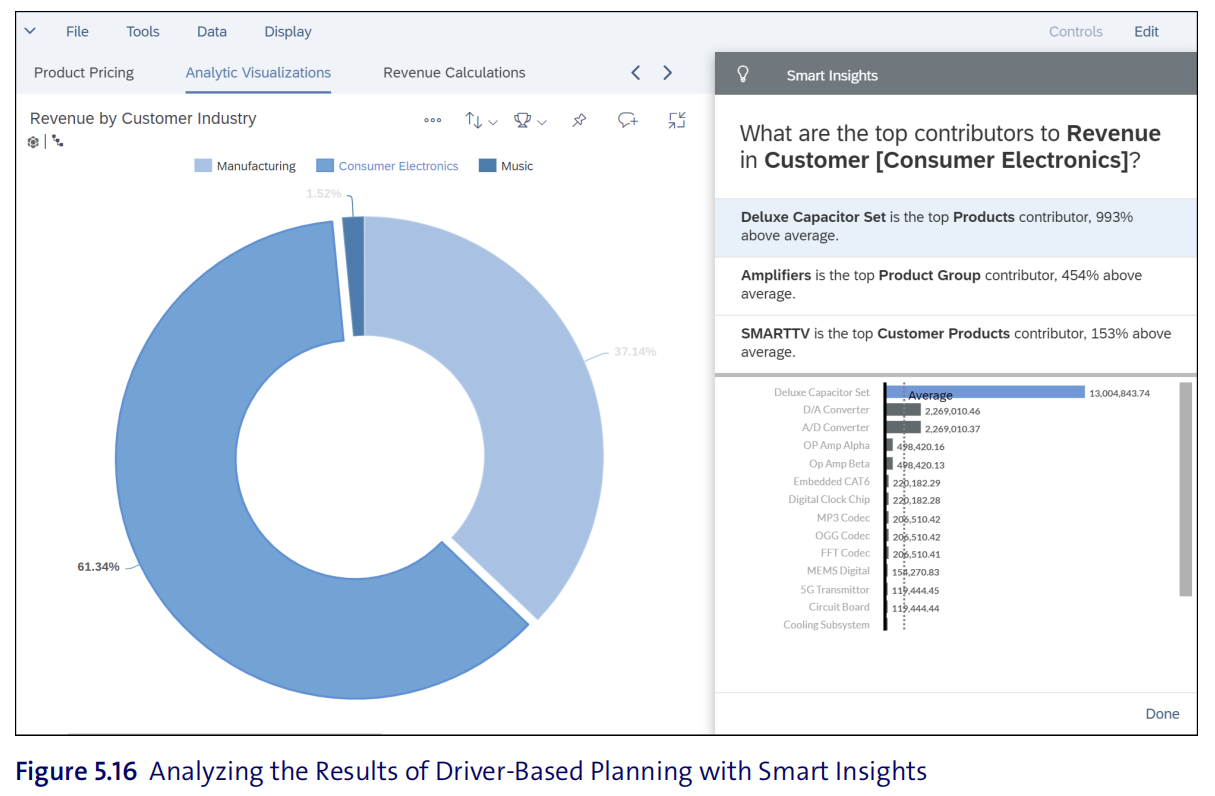 File Tools Data Display Controls Edit
Product Pricing Analytic Visualizations Revenue Calculations
Revenue by Customer Industry
Manufacturing Consumer Electronics Music
1.52%
37.14%
61.34%
Smart Insights
What are the top contributors to Revenue
in Customer [Consumer Electronics]?
Deluxe Capacitor Set is the top Products contributor, 993%
above average.
Amplifiers is the top Product Group contributor, 454% above
average.
SMARTTV is the top Customer Products contributor, 153% above
average.
Deluxe Capacitor Set Average 13,004,843.74
D/A Converter 2,269,010.46
A/D Converter 2,269,010.37
OP Amp Alpha 498,420.16
Op Amp Beta 498,420.13
Embedded CAT6 220,182.29
Digital Clock Chip 220,182.28
MP3 Codec 206,510.42
OGG Codec 206,510.42
FFT Codec 206,510.41
MEMS Digital 154,270.83
5G Transmittor 119,444.45
Circuit Board 119,444.44
Cooling Subsystem
Done
Figure 5.16 Analyzing the Results of Driver-Based Planning with Smart Insights